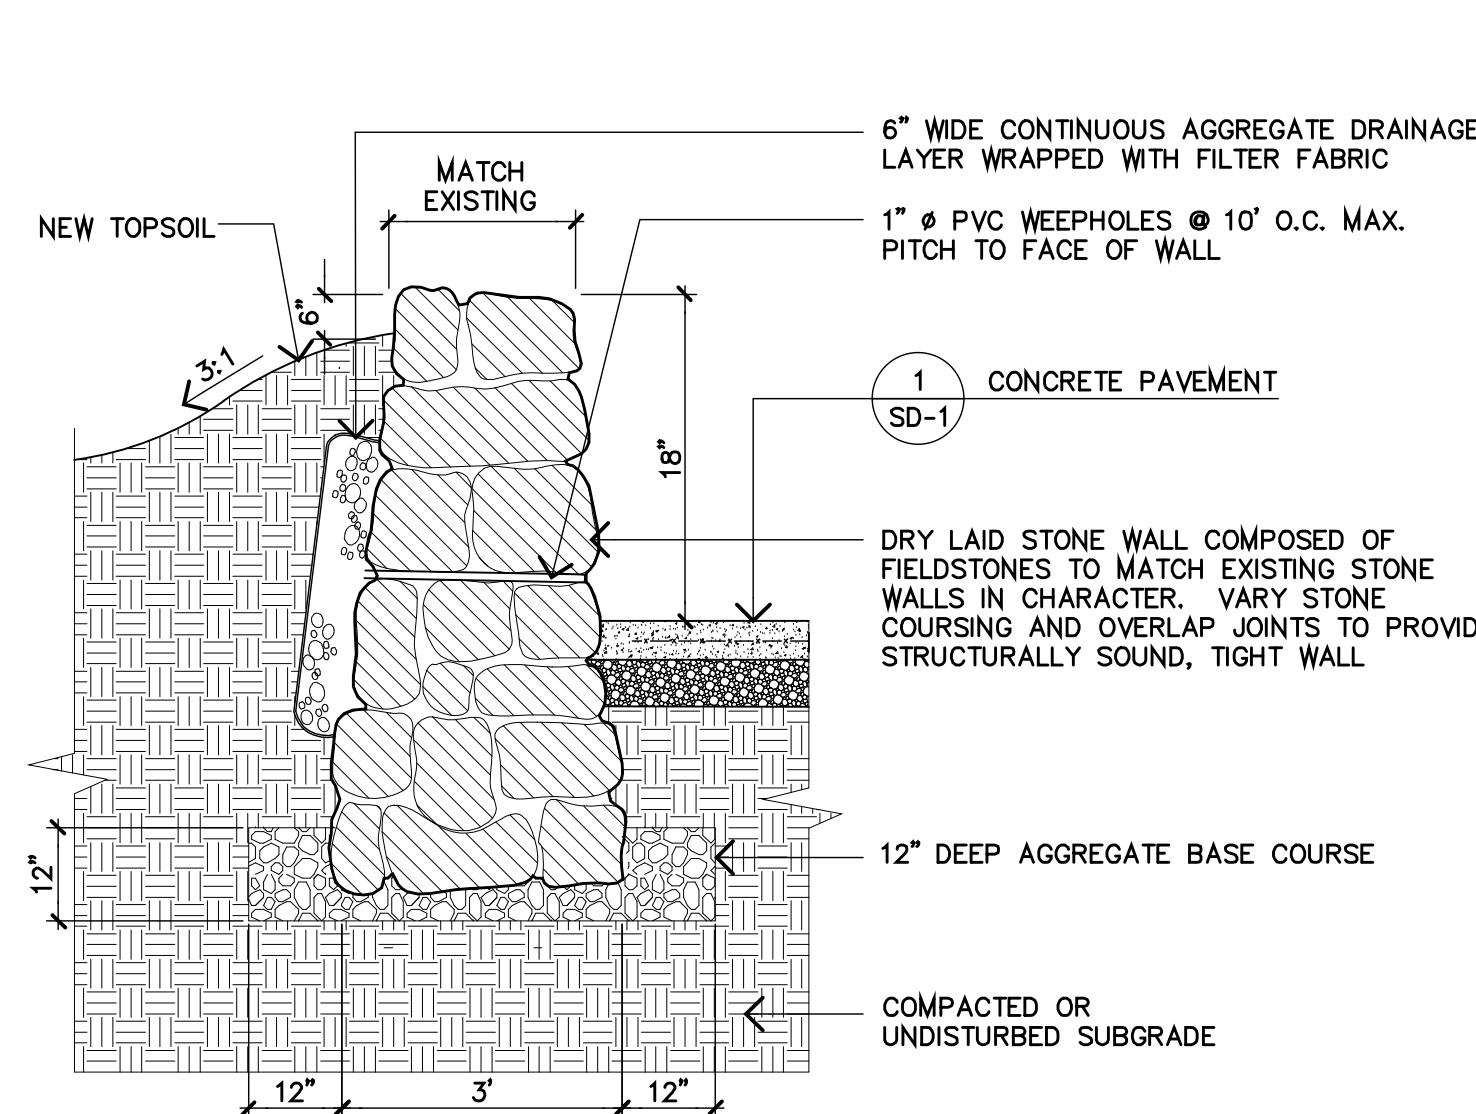 6" WIDE CONTINUOUS AGGREGATE DRAINAGE
LAYER WRAPPED WITH FILTER FABRIC
MATCH
EXISTING
NEW TOPSOIL
1" ø PVC WEEPHOLES @ 10' O.C. MAX.
PITCH TO FACE OF WALL
6"
3:1
1
SD-1
CONCRETE PAVEMENT
18"
DRY LAID STONE WALL COMPOSED OF
FIELDSTONES TO MATCH EXISTING STONE
WALLS IN CHARACTER. VARY STONE
COURSING AND OVERLAP JOINTS TO PROVID
STRUCTURALLY SOUND, TIGHT WALL
12"
12" DEEP AGGREGATE BASE COURSE
COMPACTED OR
UNDISTURBED SUBGRADE
12" 3' 12"